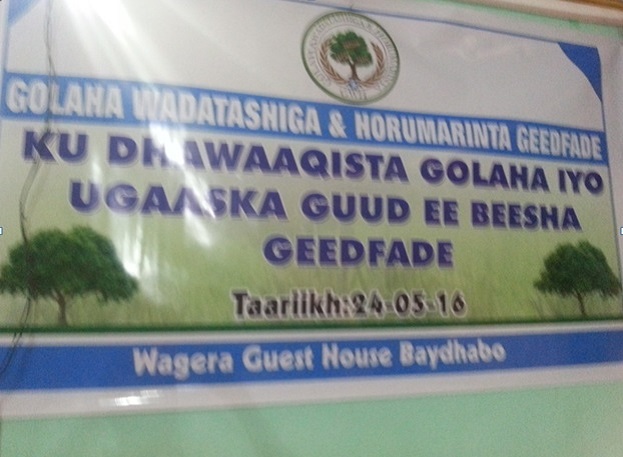 GOLAHA WADATASHIGA & HORUMARINTA GEEDFADE
KU DHAWAAQISTA GOLAHA IYO
UGAASKA GUUD EE BEESHA
GEEDFADE
Taariikh:24-05-16
Wagera Guest House Baydhabo